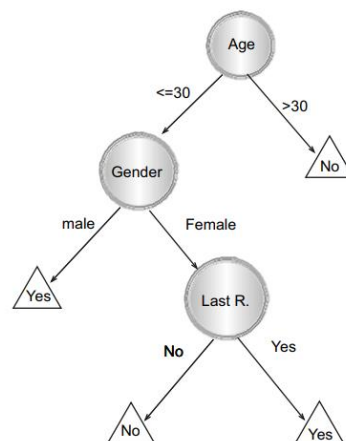 Age
<=30
>30
Gender
No
male
Female
Yes
Last R.
No
Yes
No
Yes